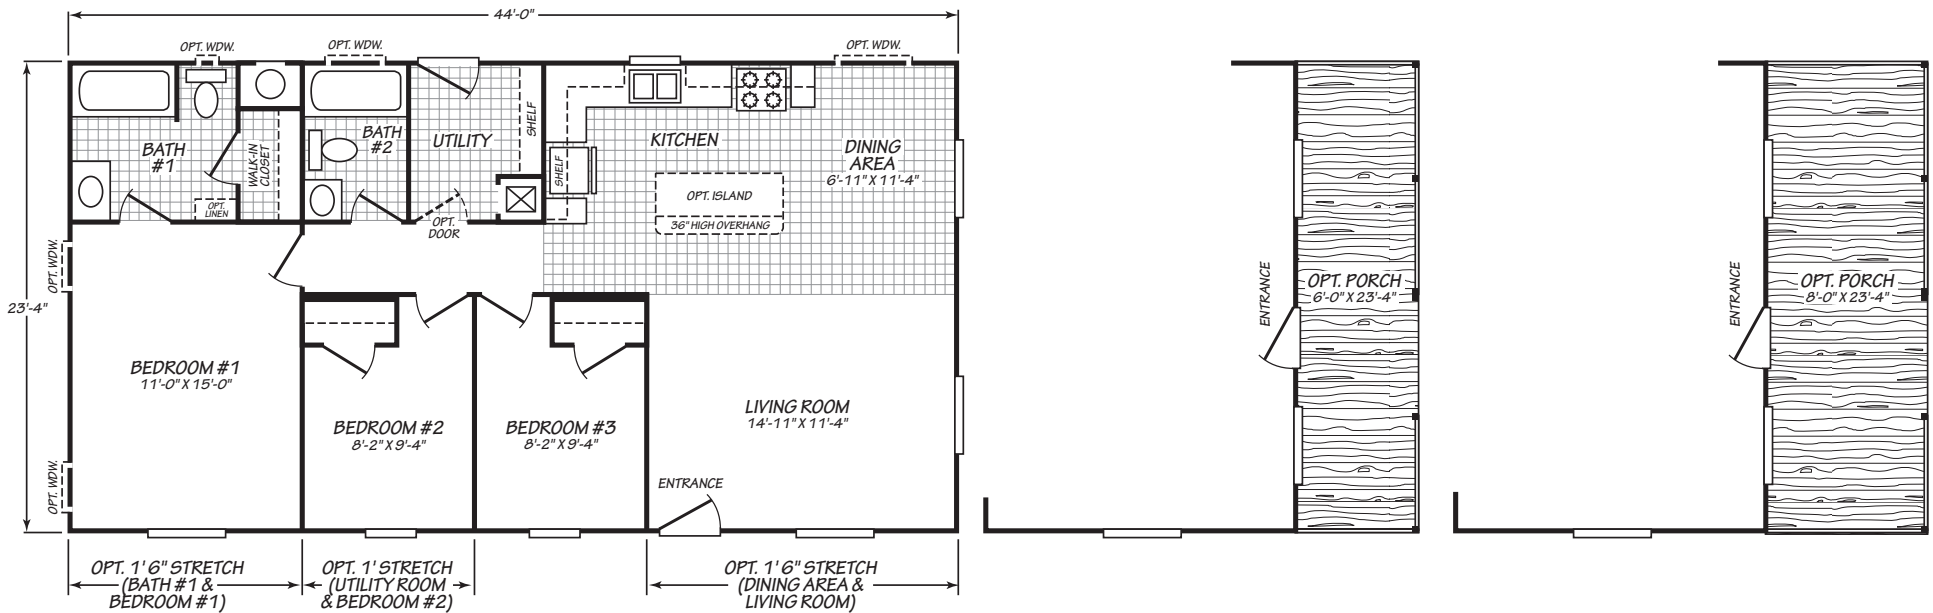 44'-0"
OPT. WDW.
OPT. WDW.
OPT. WDW.
BATH
#1
WALK-IN
CLOSET
OPT.
LINEN
BATH
#2
UTILITY
SHELF
OPT.
DOOR
SHELF
KITCHEN
OPT. ISLAND
36" HIGH OVERHANG
DINING
AREA
6'-11" X 11'-4"
OPT. WDW.
23'-4"
OPT. WDW.
BEDROOM #1
11'-0" X 15'-0"
BEDROOM #2
8'-2" X 9'-4"
BEDROOM #3
8'-2" X 9'-4"
LIVING ROOM
14'-11" X 11'-4"
ENTRANCE
OPT. 1' 6" STRETCH
(BATH #1 &
BEDROOM #1)
OPT. 1' STRETCH
(UTILITY ROOM
& BEDROOM #2)
OPT. 1' 6" STRETCH
(DINING AREA &
LIVING ROOM)
ENTRANCE
OPT. PORCH
6'-0" X 23'-4"
ENTRANCE
OPT. PORCH
8'-0" X 23'-4"